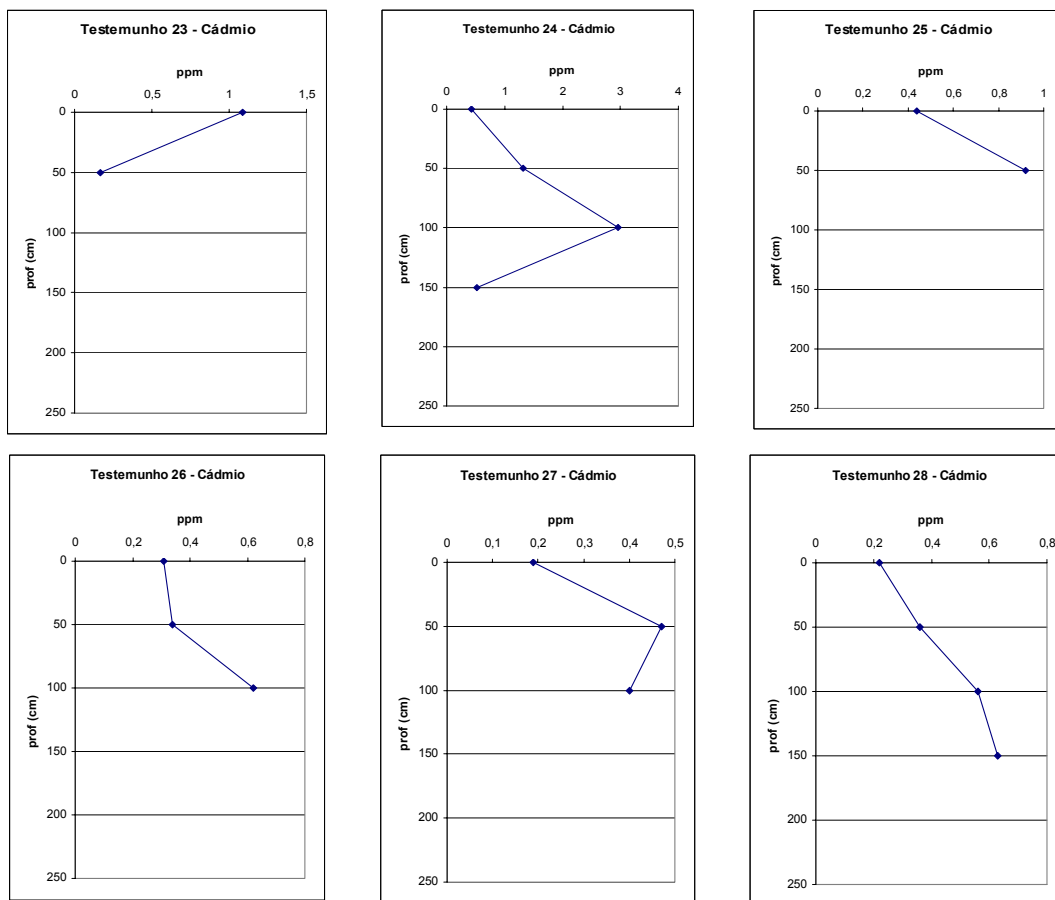 Testemunho 23 - Cádmio
ppm
0 0,5 1 1,5
0
50
100
150
200
250
prof (cm)
Testemunho 24 - Cádmio
ppm
0 1 2 3 4
0
50
100
150
200
250
prof (cm)
Testemunho 25 - Cádmio
ppm
0 0,2 0,4 0,6 0,8 1
0
50
100
150
200
250
prof (cm)
Testemunho 26 - Cádmio
ppm
0 0,2 0,4 0,6 0,8
0
50
100
150
200
250
prof (cm)
Testemunho 27 - Cádmio
ppm
0 0,1 0,2 0,3 0,4 0,5
0
50
100
150
200
250
prof (cm)
Testemunho 28 - Cádmio
ppm
0 0,2 0,4 0,6 0,8
0
50
100
150
200
250
prof (cm)